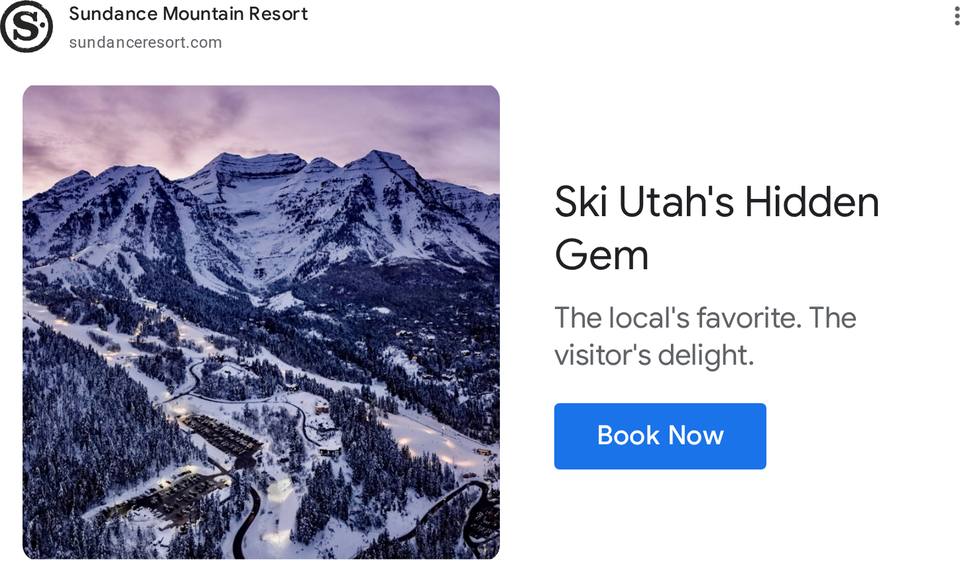 S.
Sundance Mountain Resort
sundanceresort.com
Ski Utah's Hidden
Gem
The local's favorite. The
visitor's delight.
Book Now